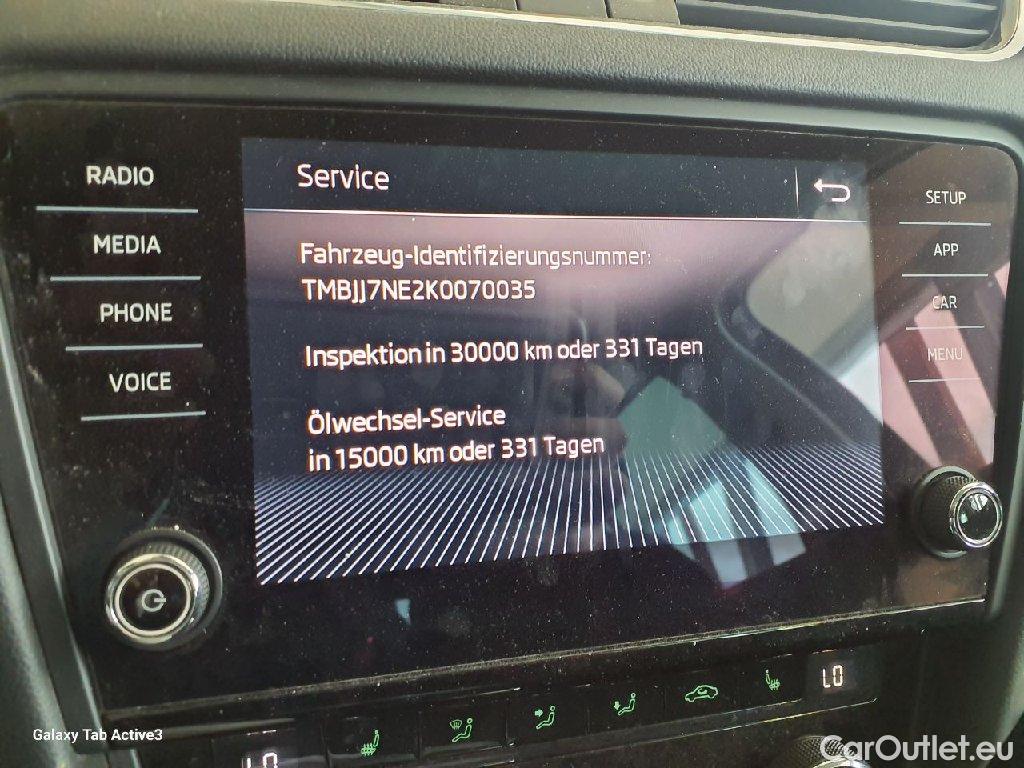 Service
RADIO
MEDIA
PHONE
VOICE
Fahrzeug-Identifizierungsnummer:
TMBJJ7NE2K0070035
Inspektion in 30000 km oder 331 Tagen
Ölwechsel-Service
in 15000 km oder 331 Tagen
SETUP
APP
CAR
MENU
LO
LO
Galaxy Tab Active3
CarOutlet.eu